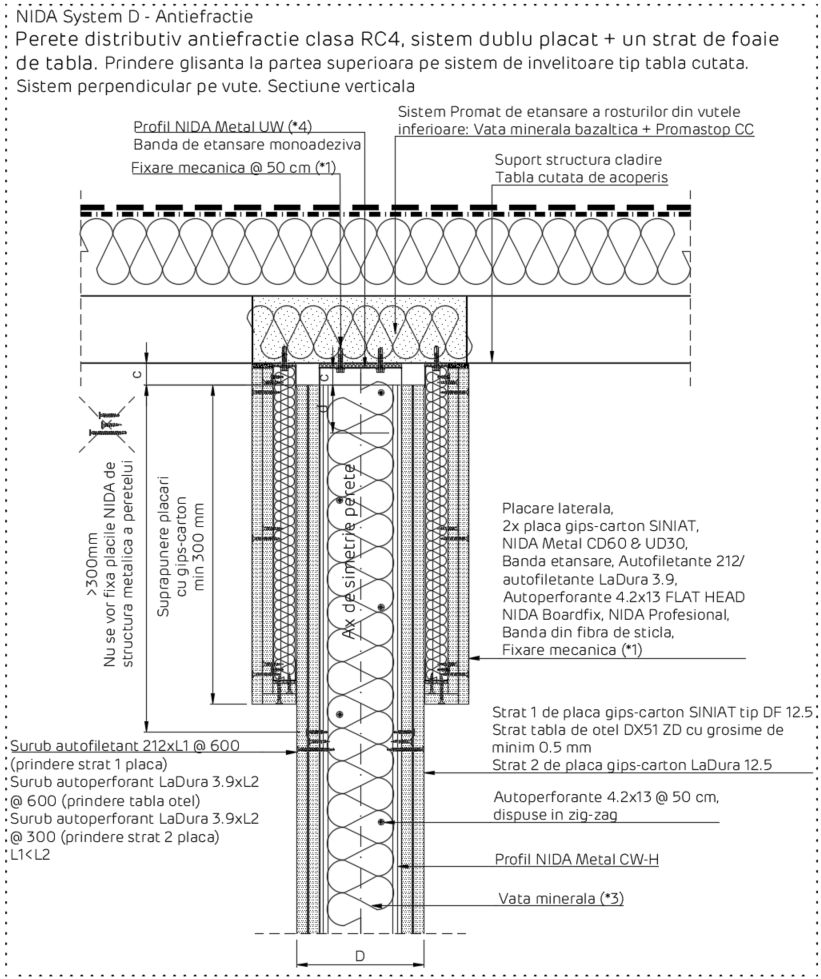 NIDA System D - Antiefractie
Perete distributiv antiefractie clasa RC4, sistem dublu placat + un strat de foaie
de tabla. Prindere glisanta la partea superioara pe sistem de invelitoare tip tabla cutata.
Sistem perpendicular pe vute. Sectiune verticala
Sistem Promat de etansare a rosturilor din vutele
inferioare: Vata minerala bazaltica + Promastop CC
Profil NIDA Metal UW (*4)
Banda de etansare monoadeziva
Fixare mecanica @ 50 cm (*1)
Suport structura cladire
Tabla cutata de acoperis
c
c
d
>300mm
Nu se vor fixa placile NIDA de
structura metalica a peretelui
Suprapunere placari
cu gips-carton
min 300 mm
Ax de simetrie perete
Placare laterala,
2x placa gips-carton SINIAT,
NIDA Metal CD60 & UD30,
Banda etansare, Autofiletante 212/
autofiletante LaDura 3.9,
Autoperforante 4.2x13 FLAT HEAD
NIDA Boardfix, NIDA Profesional,
Banda din fibra de sticla,
Fixare mecanica (*1)
Strat 1 de placa gips-carton SINIAT tip DF 12.5
Strat tabla de otel DX51 ZD cu grosime de
minim 0.5 mm
Strat 2 de placa gips-carton LaDura 12.5
Surub autofiletant 212xL1 @ 600
(prindere strat 1 placa)
Surub autoperforant LaDura 3.9xL2
@ 600 (prindere tabla otel)
Surub autoperforant LaDura 3.9xL2
@ 300 (prindere strat 2 placa)
L1<L2
Autoperforante 4.2x13 @ 50 cm,
dispuse in zig-zag
Profil NIDA Metal CW-H
Vata minerala (*3)
D